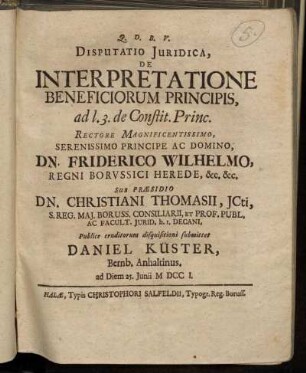 5.
Q. D. B. V.
DISPUTATIO JURIDICA,
DE
INTERPRETATIONE
BENEFICIORUM PRINCIPIS,
ad l. 3. de Constit. Princ.
RECTORE MAGNIFICENTISSIMO,
SERENISSIMO PRINCIPE AC DOMINO,
DN. FRIDERICO WILHELMO,
REGNI BORVSSICI HEREDE, &c. &c.
SUB PRÆSIDIO
DN. CHRISTIANI THOMASII, JCti,
S. REG. MAJ. BORUSS. CONSILIARII, ET PROF. PUBL.
AC FACULT. JURID. h. t. DECANI,
Publice eruditorum disquisitioni submittet
DANIEL KÜSTER,
Bernb. Anhaltinus,
ad Diem 25. Junii M DCC I.
HALÆ, Typis CHRISTOPHORI SALFELDII, Typogr. Reg. Boruss.